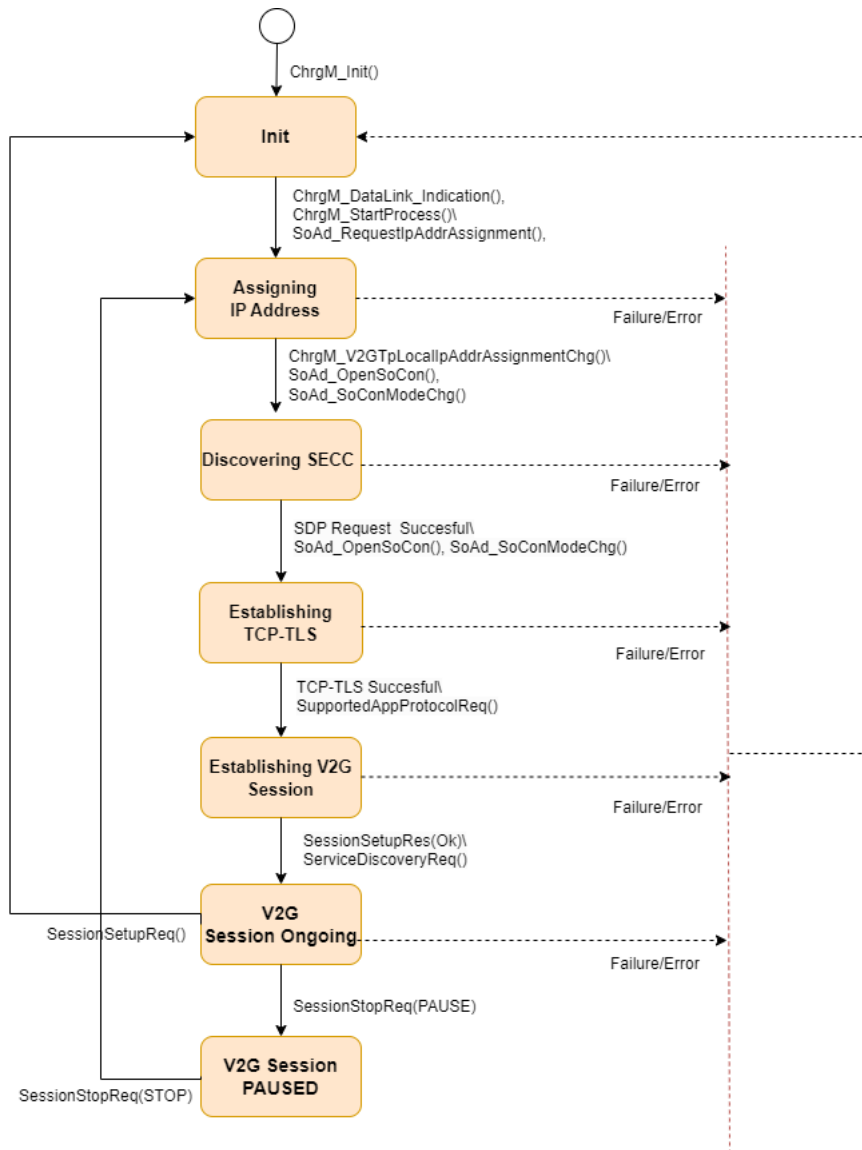 ChrgM_Init()
Init
ChrgM_DataLink_Indication(),
ChrgM_StartProcess()\
SoAd_RequestIpAddrAssignment(),
Assigning
IP Address
Failure/Error
ChrgM_V2GTpLocalIpAddrAssignmentChg()\
SoAd_OpenSoCon(),
SoAd_SoConModeChg()
Discovering SECC
Failure/Error
SDP Request  Succesful\
SoAd_OpenSoCon(), SoAd_SoConModeChg()
Establishing
TCP-TLS
Failure/Error
TCP-TLS Succesful\
SupportedAppProtocolReq()
Establishing V2G
Session
Failure/Error
SessionSetupRes(Ok)\
ServiceDiscoveryReq()
V2G
Session Ongoing
SessionSetupReq()
Failure/Error
SessionStopReq(PAUSE)
V2G Session
PAUSED
SessionStopReq(STOP)